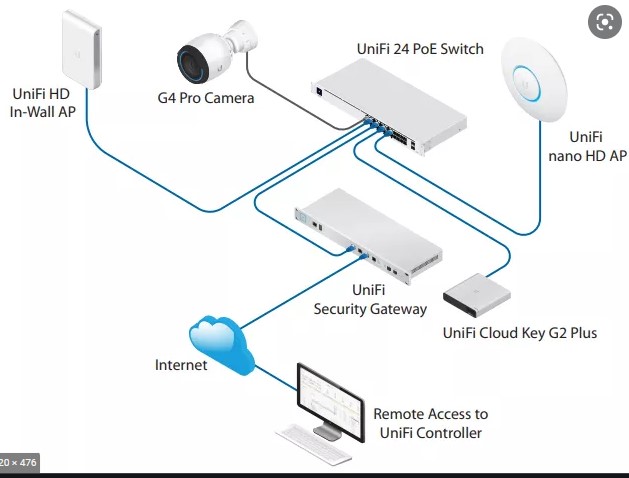 UniFi 24 PoE Switch
UniFi HD
In-Wall AP
G4 Pro Camera
UniFi
nano HD AP
UniFi
Security Gateway
UniFi Cloud Key G2 Plus
Internet
Remote Access to
UniFi Controller
20 × 476